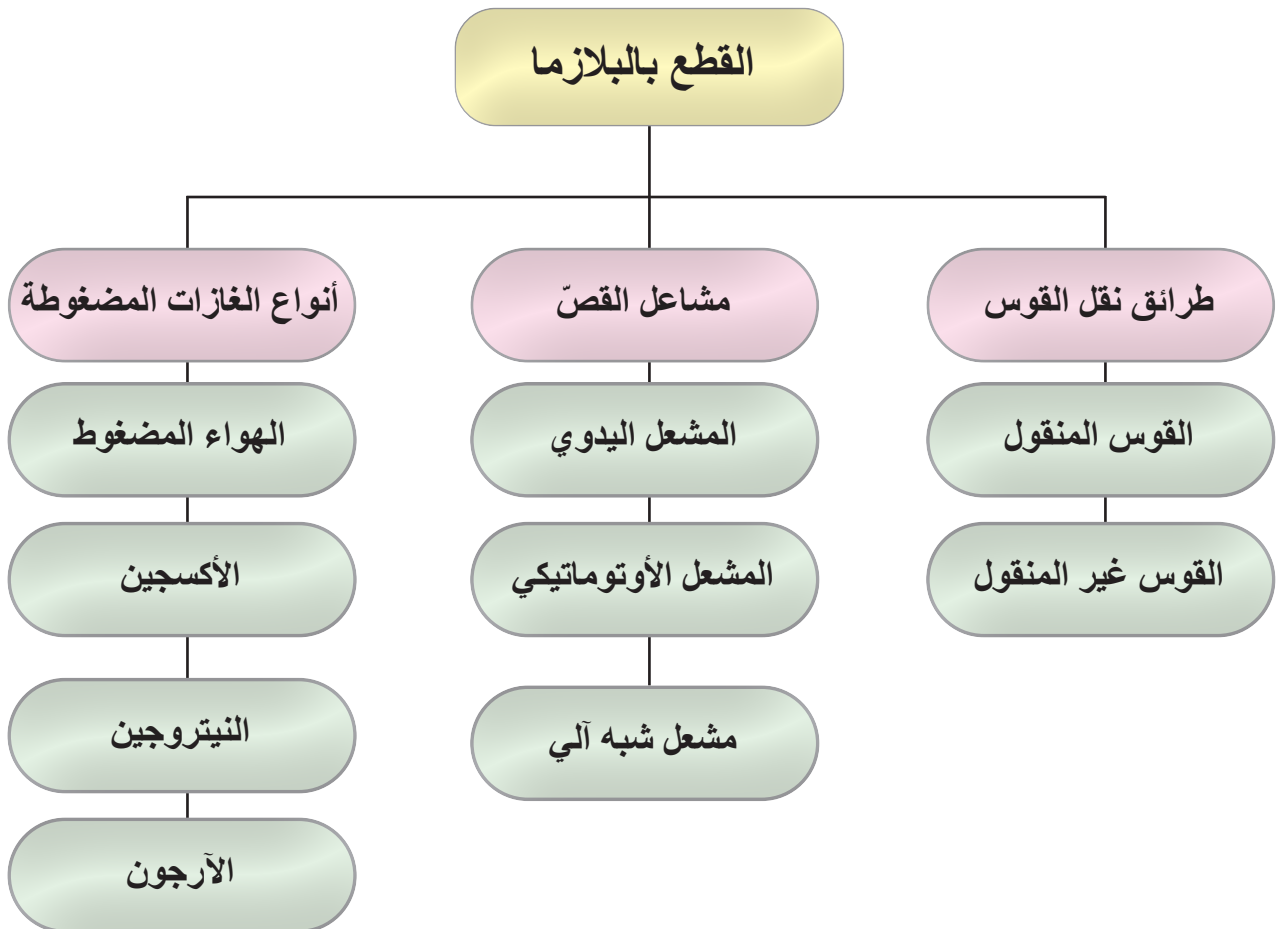 القطع بالبلازما
طرائق نقل القوس
القوس المنقول
القوس غير المنقول
مشاعل القصّ
المشعل اليدوي
المشعل الأوتوماتيكي
مشعل شبه آلي
أنواع الغازات المضغوطة
الهواء المضغوط
الأكسجين
النيتروجين
الآرجون